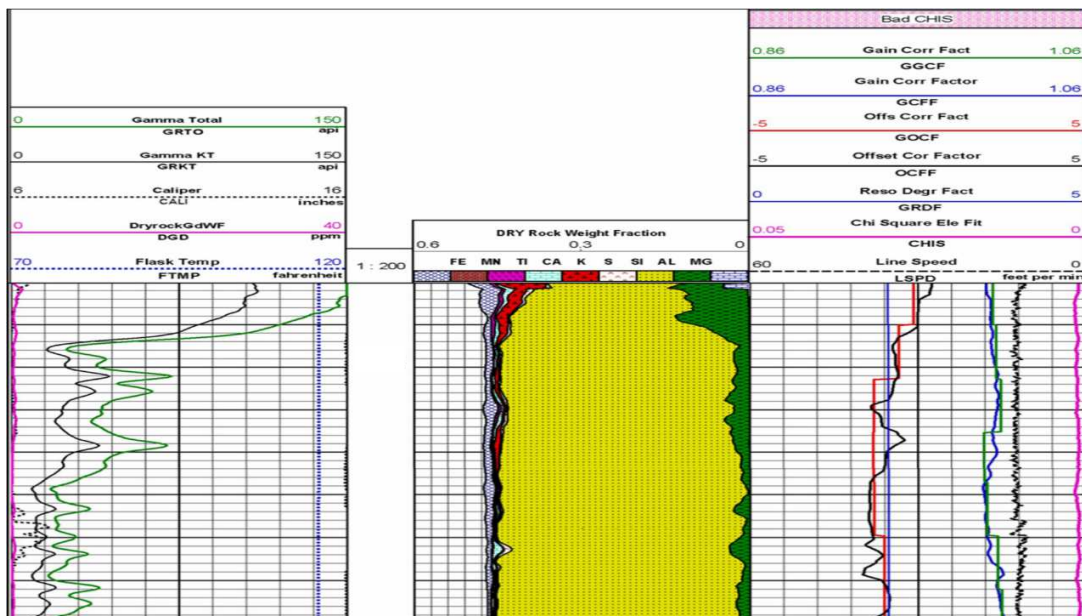 Bad CHIS
0.86 Gain Corr Fact 1.06
GGCF
0.86 Gain Corr Factor 1.06
GCFF
-5 Offs Corr Fact 5
GOCF
-5 Offset Cor Factor 5
OCFF
0 Reso Degr Fact 5
GRDF
0.05 Chi Square Ele Fit 0
CHIS
60 Line Speed 0
LSPD feet per min
0 Gamma Total 150
GRTO api
0 Gamma KT 150
GRKT api
6 Caliper 16
CALI inches
0 DryrockGdWF 40
DGD ppm
70 Flask Temp 120
FTMP fahrenheit
1 : 200
DRY Rock Weight Fraction
0.6 0.3 0
FE MN TI CA K S SI AL MG